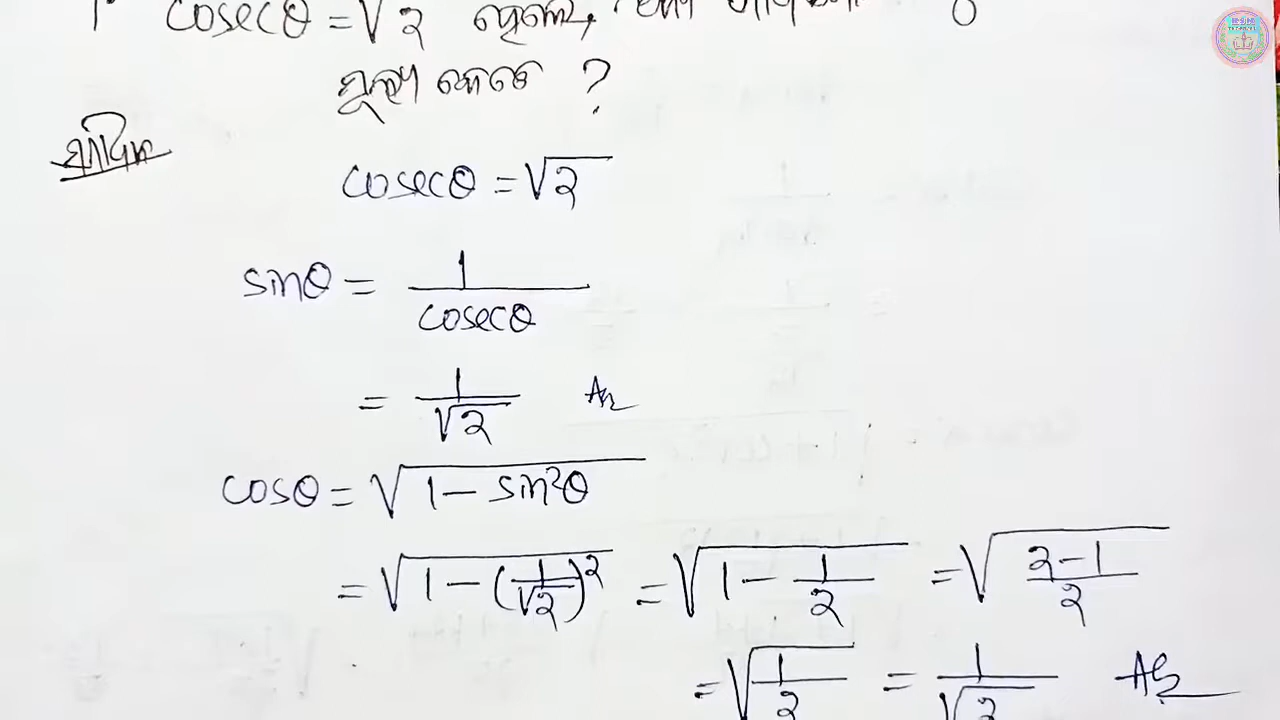 cosecθ = √2 ହେଲେ,
ମୂଲ୍ୟ କେତେ ?
ସମାଧାନ
cosecθ = √2
sinθ = 1/cosecθ
= 1/√2 Ans
cosθ = √(1 - sin²θ)
= √(1 - (1/√2)²) = √(1 - 1/2) = √((2-1)/2)
= √(1/2) = 1/√2 Ans